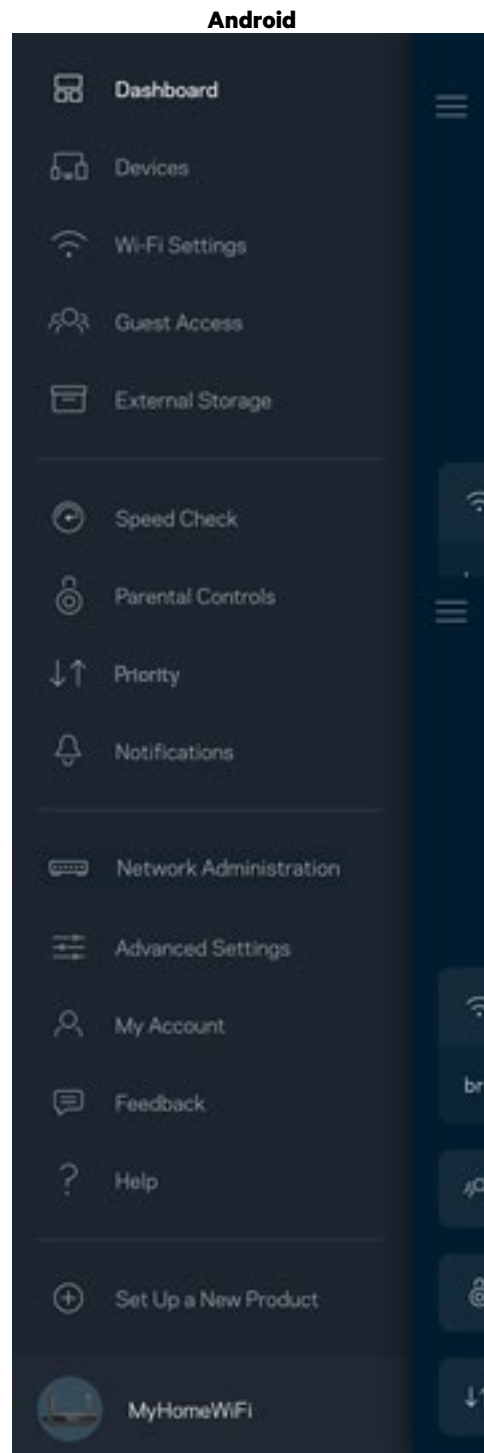 Android
Dashboard
Devices
Wi-Fi Settings
Guest Access
External Storage
Speed Check
Parental Controls
Priority
Notifications
Network Administration
Advanced Settings
My Account
br
Feedback
Help
Set Up a New Product
MyHomeWiFi